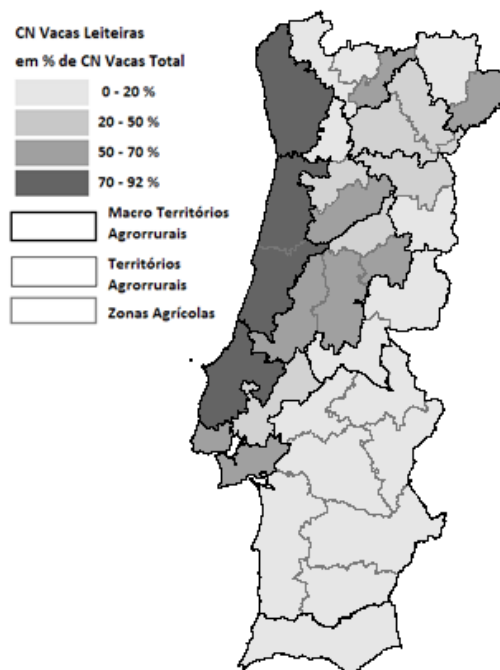 CN Vacas Leiteiras
em % de CN Vacas Total
0 - 20 %
20 - 50 %
50 - 70 %
70 - 92 %
Macro Territórios
Agrorrurais
Territórios
Agrorrurais
Zonas Agrícolas